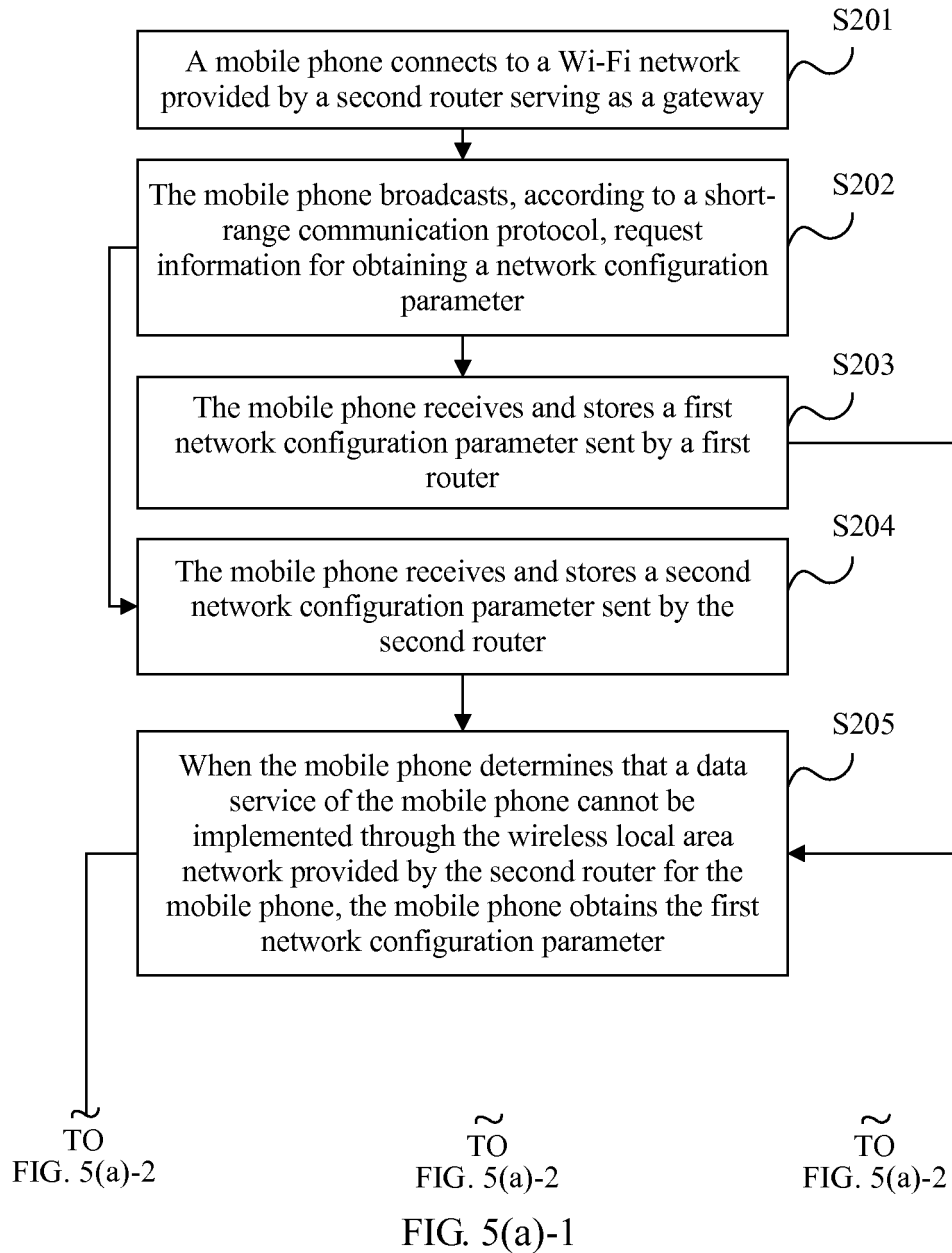 S201
A mobile phone connects to a Wi-Fi network
provided by a second router serving as a gateway
S202
The mobile phone broadcasts, according to a short-
range communication protocol, request
information for obtaining a network configuration
parameter
S203
The mobile phone receives and stores a first
network configuration parameter sent by a first
router
S204
The mobile phone receives and stores a second
network configuration parameter sent by the
second router
S205
When the mobile phone determines that a data
service of the mobile phone cannot be
implemented through the wireless local area
network provided by the second router for the
mobile phone, the mobile phone obtains the first
network configuration parameter
TO
FIG. 5(a)-2
TO
FIG. 5(a)-2
TO
FIG. 5(a)-2
FIG. 5(a)-1